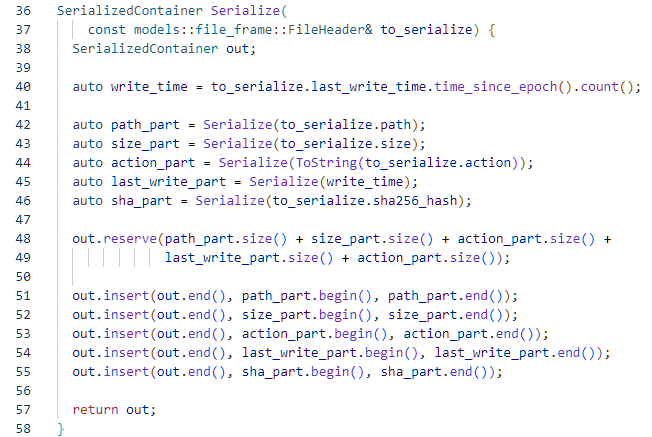 36 SerializedContainer Serialize(
37     const models::file_frame::FileHeader& to_serialize) {
38   SerializedContainer out;
39
40   auto write_time = to_serialize.last_write_time.time_since_epoch().count();
41
42   auto path_part = Serialize(to_serialize.path);
43   auto size_part = Serialize(to_serialize.size);
44   auto action_part = Serialize(ToString(to_serialize.action));
45   auto last_write_part = Serialize(write_time);
46   auto sha_part = Serialize(to_serialize.sha256_hash);
47
48   out.reserve(path_part.size() + size_part.size() + action_part.size() +
49               last_write_part.size() + action_part.size());
50
51   out.insert(out.end(), path_part.begin(), path_part.end());
52   out.insert(out.end(), size_part.begin(), size_part.end());
53   out.insert(out.end(), action_part.begin(), action_part.end());
54   out.insert(out.end(), last_write_part.begin(), last_write_part.end());
55   out.insert(out.end(), sha_part.begin(), sha_part.end());
56
57   return out;
58 }